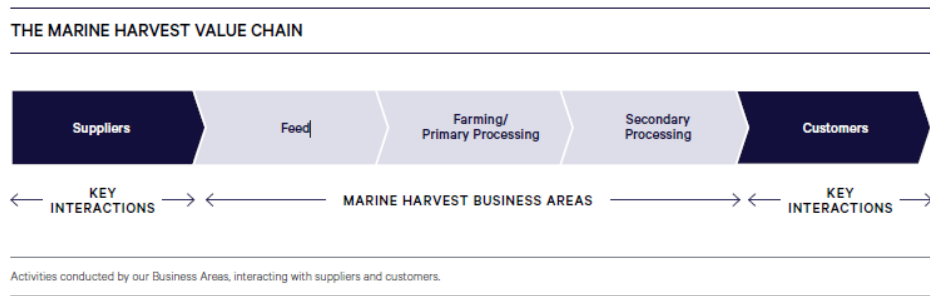 THE MARINE HARVEST VALUE CHAIN
Suppliers
Feed
Farming/
Primary Processing
Secondary
Processing
Customers
KEY
INTERACTIONS
MARINE HARVEST BUSINESS AREAS
KEY
INTERACTIONS
Activities conducted by our Business Areas, interacting with suppliers and customers.